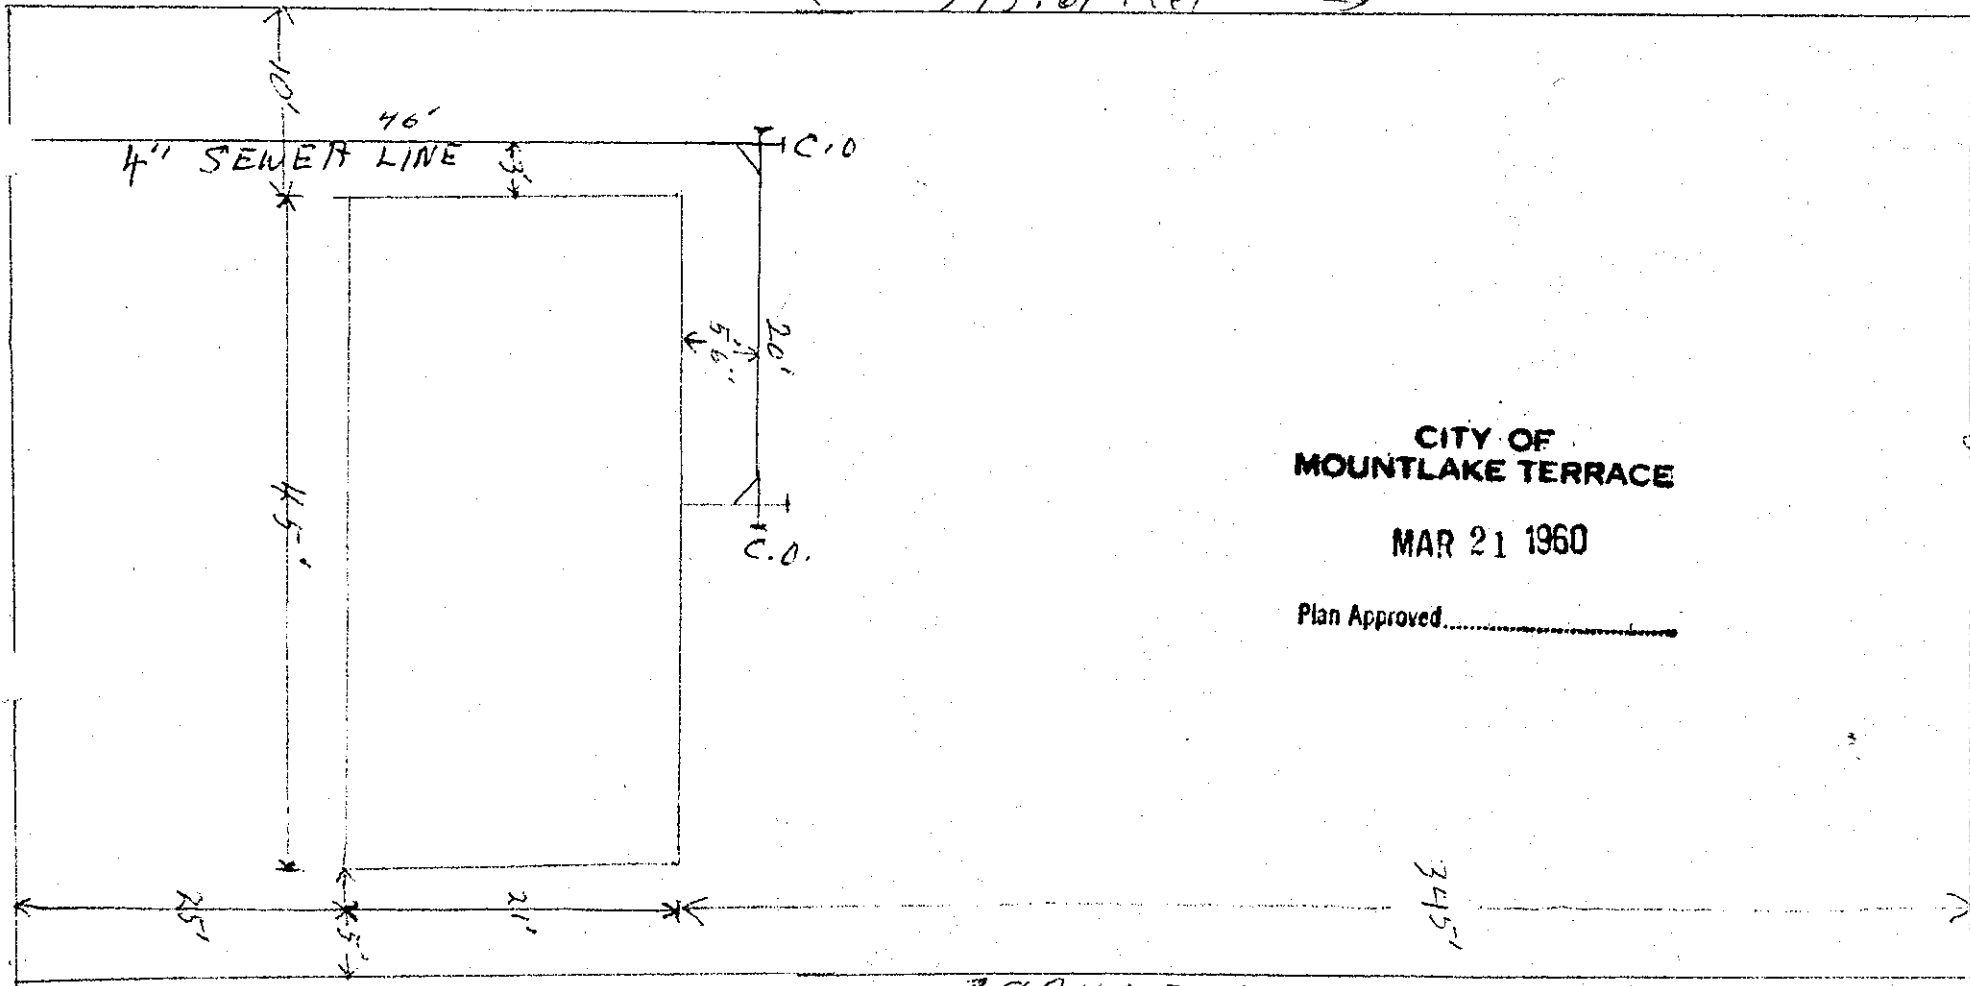 10'
46'
4" SEWER LINE
3'
C.O
20'
5'6"
C.O.
45'
CITY OF
MOUNTLAKE TERRACE
MAR 21 1960
Plan Approved
25'
21'
5'
345'